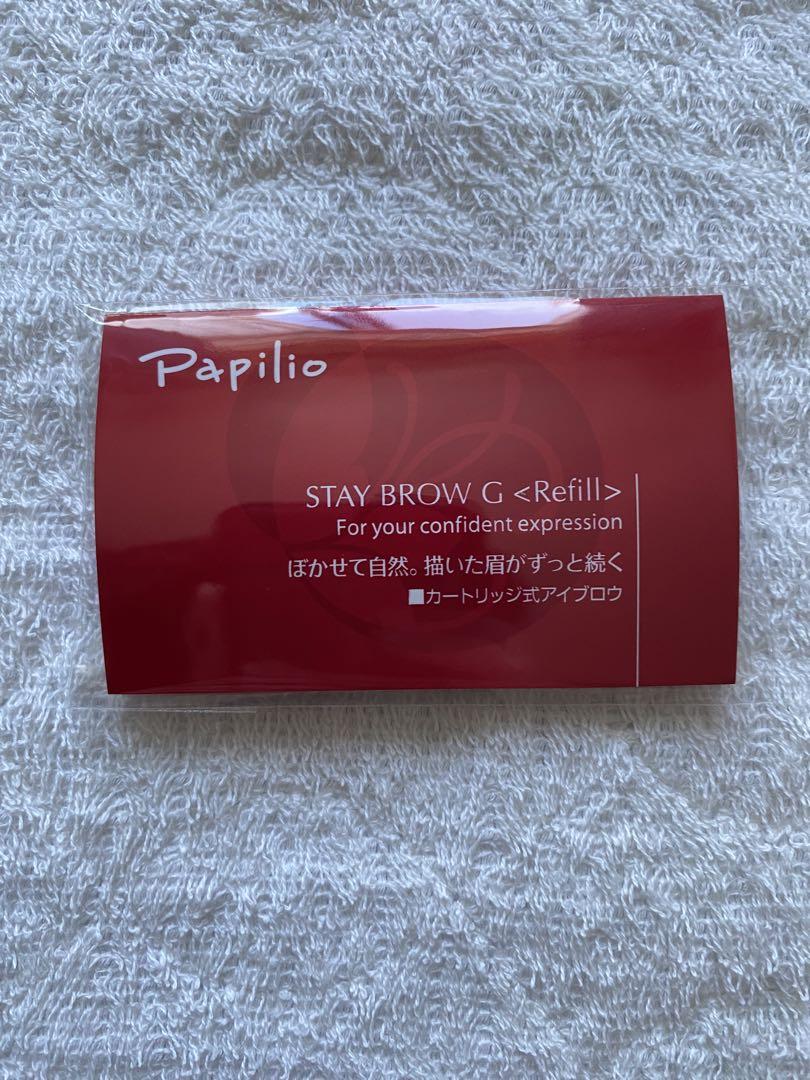 Papilio
STAY BROW G <Refill>
For your confident expression
ぼかせて自然。描いた眉がずっと続く
■カートリッジ式アイブロウ